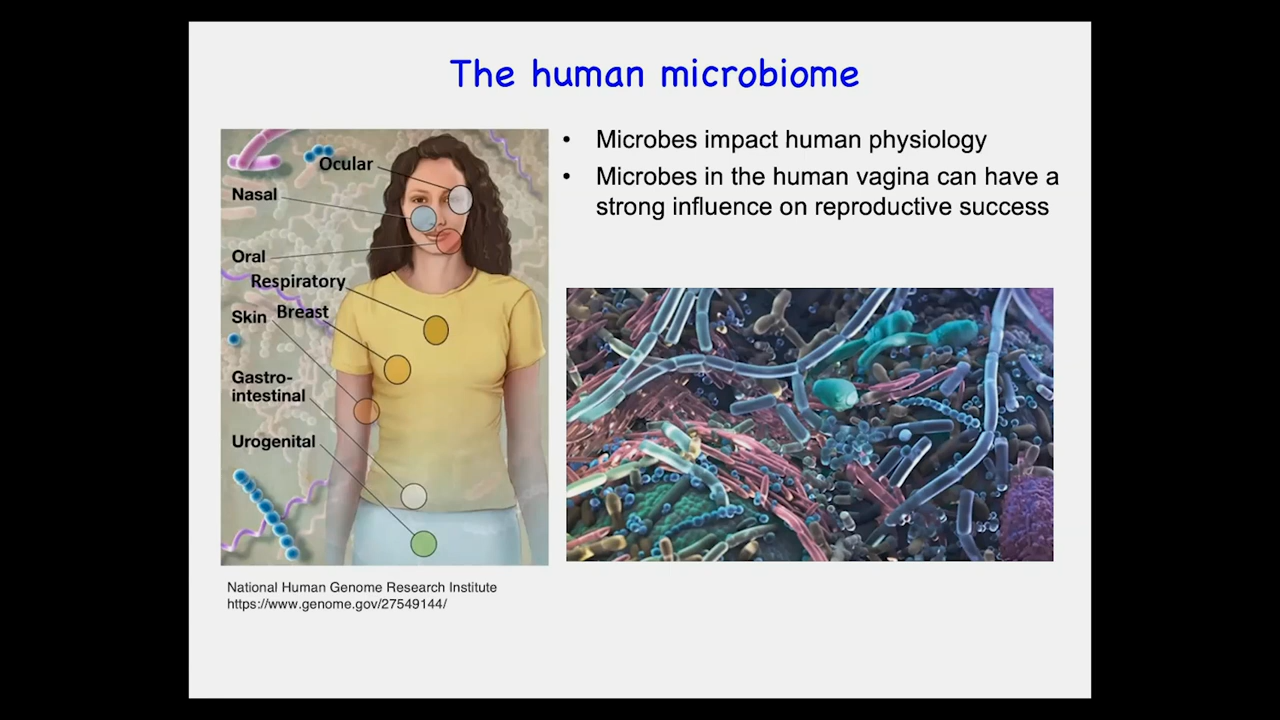 The human microbiome
Ocular
Nasal
Oral
Respiratory
Skin
Breast
Gastro-
intestinal
Urogenital
• Microbes impact human physiology
• Microbes in the human vagina can have a
strong influence on reproductive success
National Human Genome Research Institute
https://www.genome.gov/27549144/